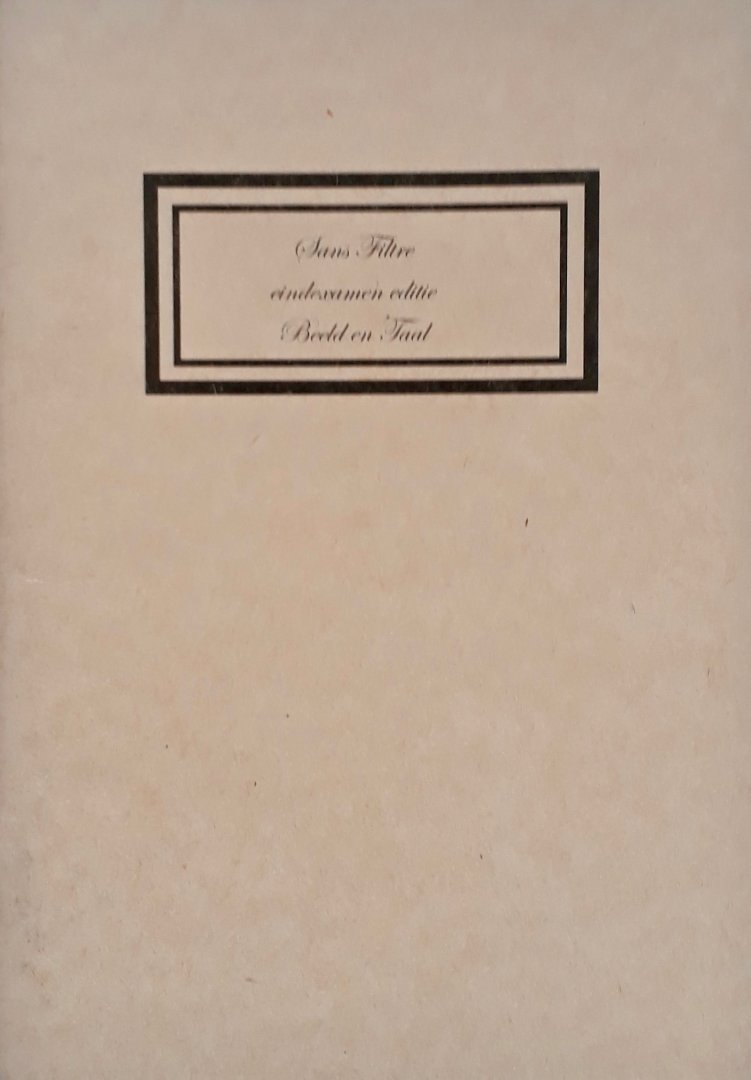 Sans Filtre
eindexamen editie
Beeld en Taal